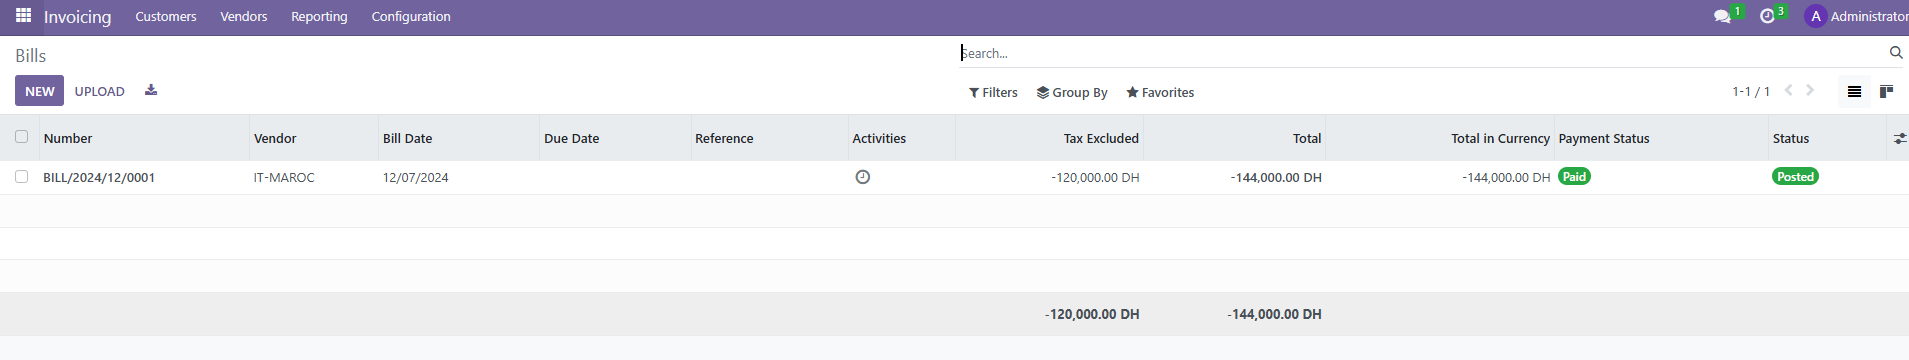 Invoicing Customers Vendors Reporting Configuration 1 3 A Administrator
Bills
Search...
NEW UPLOAD
Filters Group By Favorites
1-1 / 1
Number Vendor Bill Date Due Date Reference Activities Tax Excluded Total Total in Currency Payment Status Status
BILL/2024/12/0001 IT-MAROC 12/07/2024 -120,000.00 DH -144,000.00 DH -144,000.00 DH Paid Posted
-120,000.00 DH -144,000.00 DH